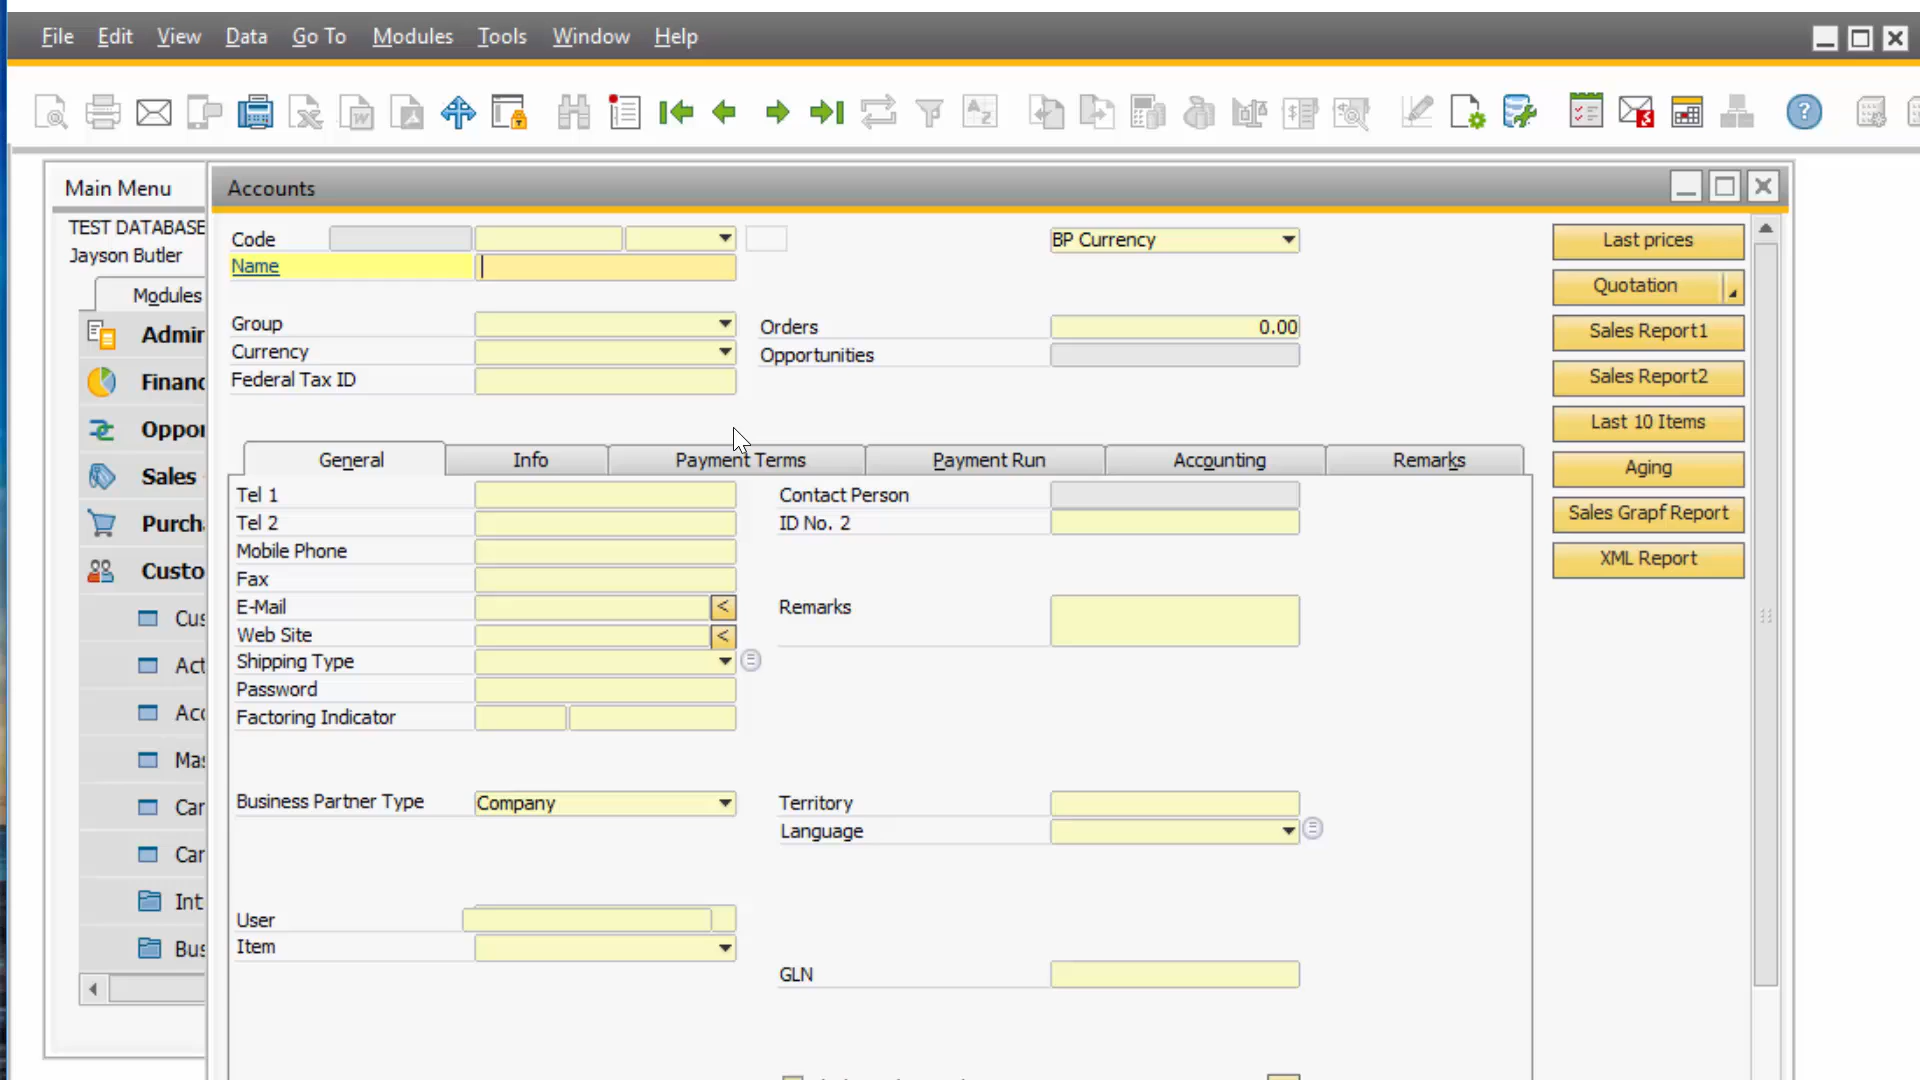 File Edit View Data Go To Modules Tools Window Help
Main Menu
TEST DATABASE
Jayson Butler
Modules
Admir
Financ
Oppor
Sales
Purch
Custo
Cus
Act
Acc
Mas
Car
Car
Int
Bus
Accounts
Code
BP Currency
Name
Group
Orders 0.00
Currency
Opportunities
Federal Tax ID
General Info Payment Terms Payment Run Accounting Remarks
Tel 1
Contact Person
Tel 2
ID No. 2
Mobile Phone
Fax
E-Mail
Remarks
Web Site
Shipping Type
Password
Factoring Indicator
Business Partner Type Company
Territory
Language
User
Item
GLN
Last prices
Quotation
Sales Report1
Sales Report2
Last 10 Items
Aging
Sales Grapf Report
XML Report